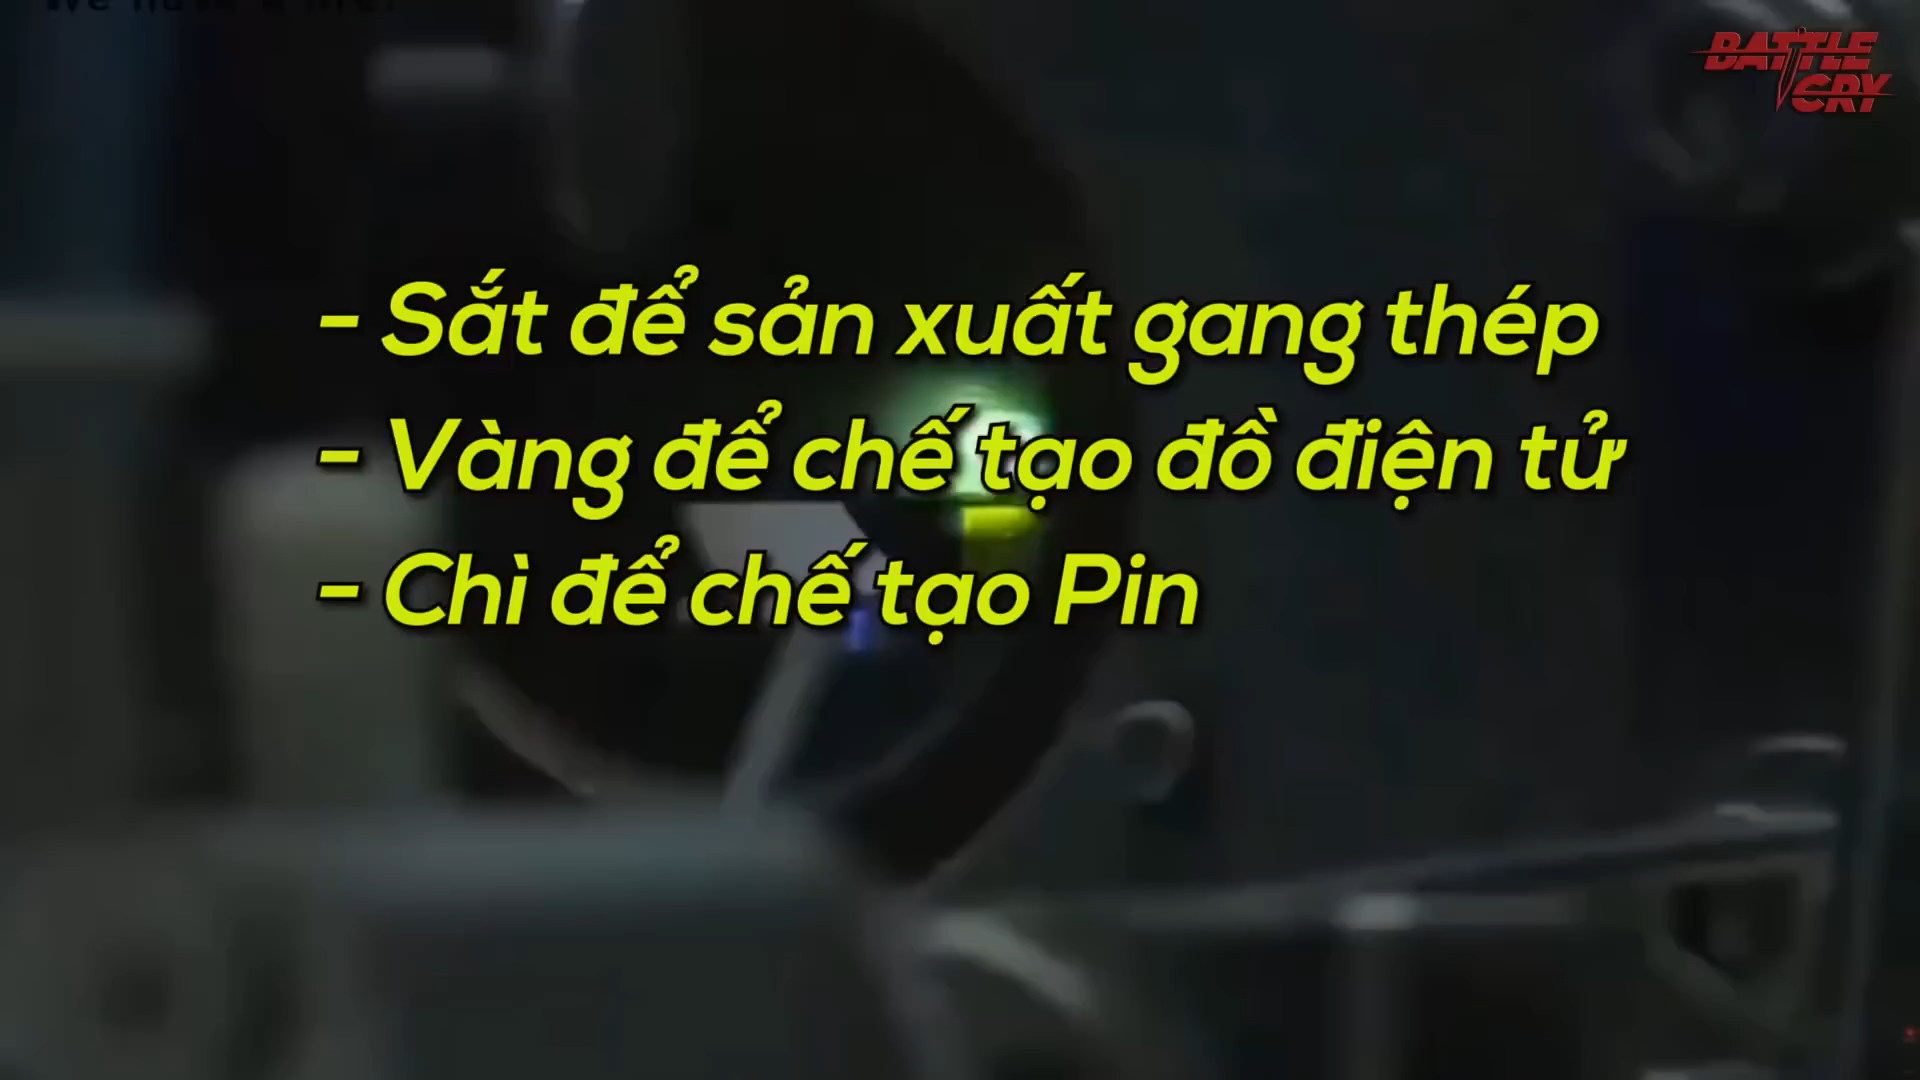 BATTLE
CRY
- Sắt để sản xuất gang thép
- Vàng để chế tạo đồ điện tử
- Chì để chế tạo Pin